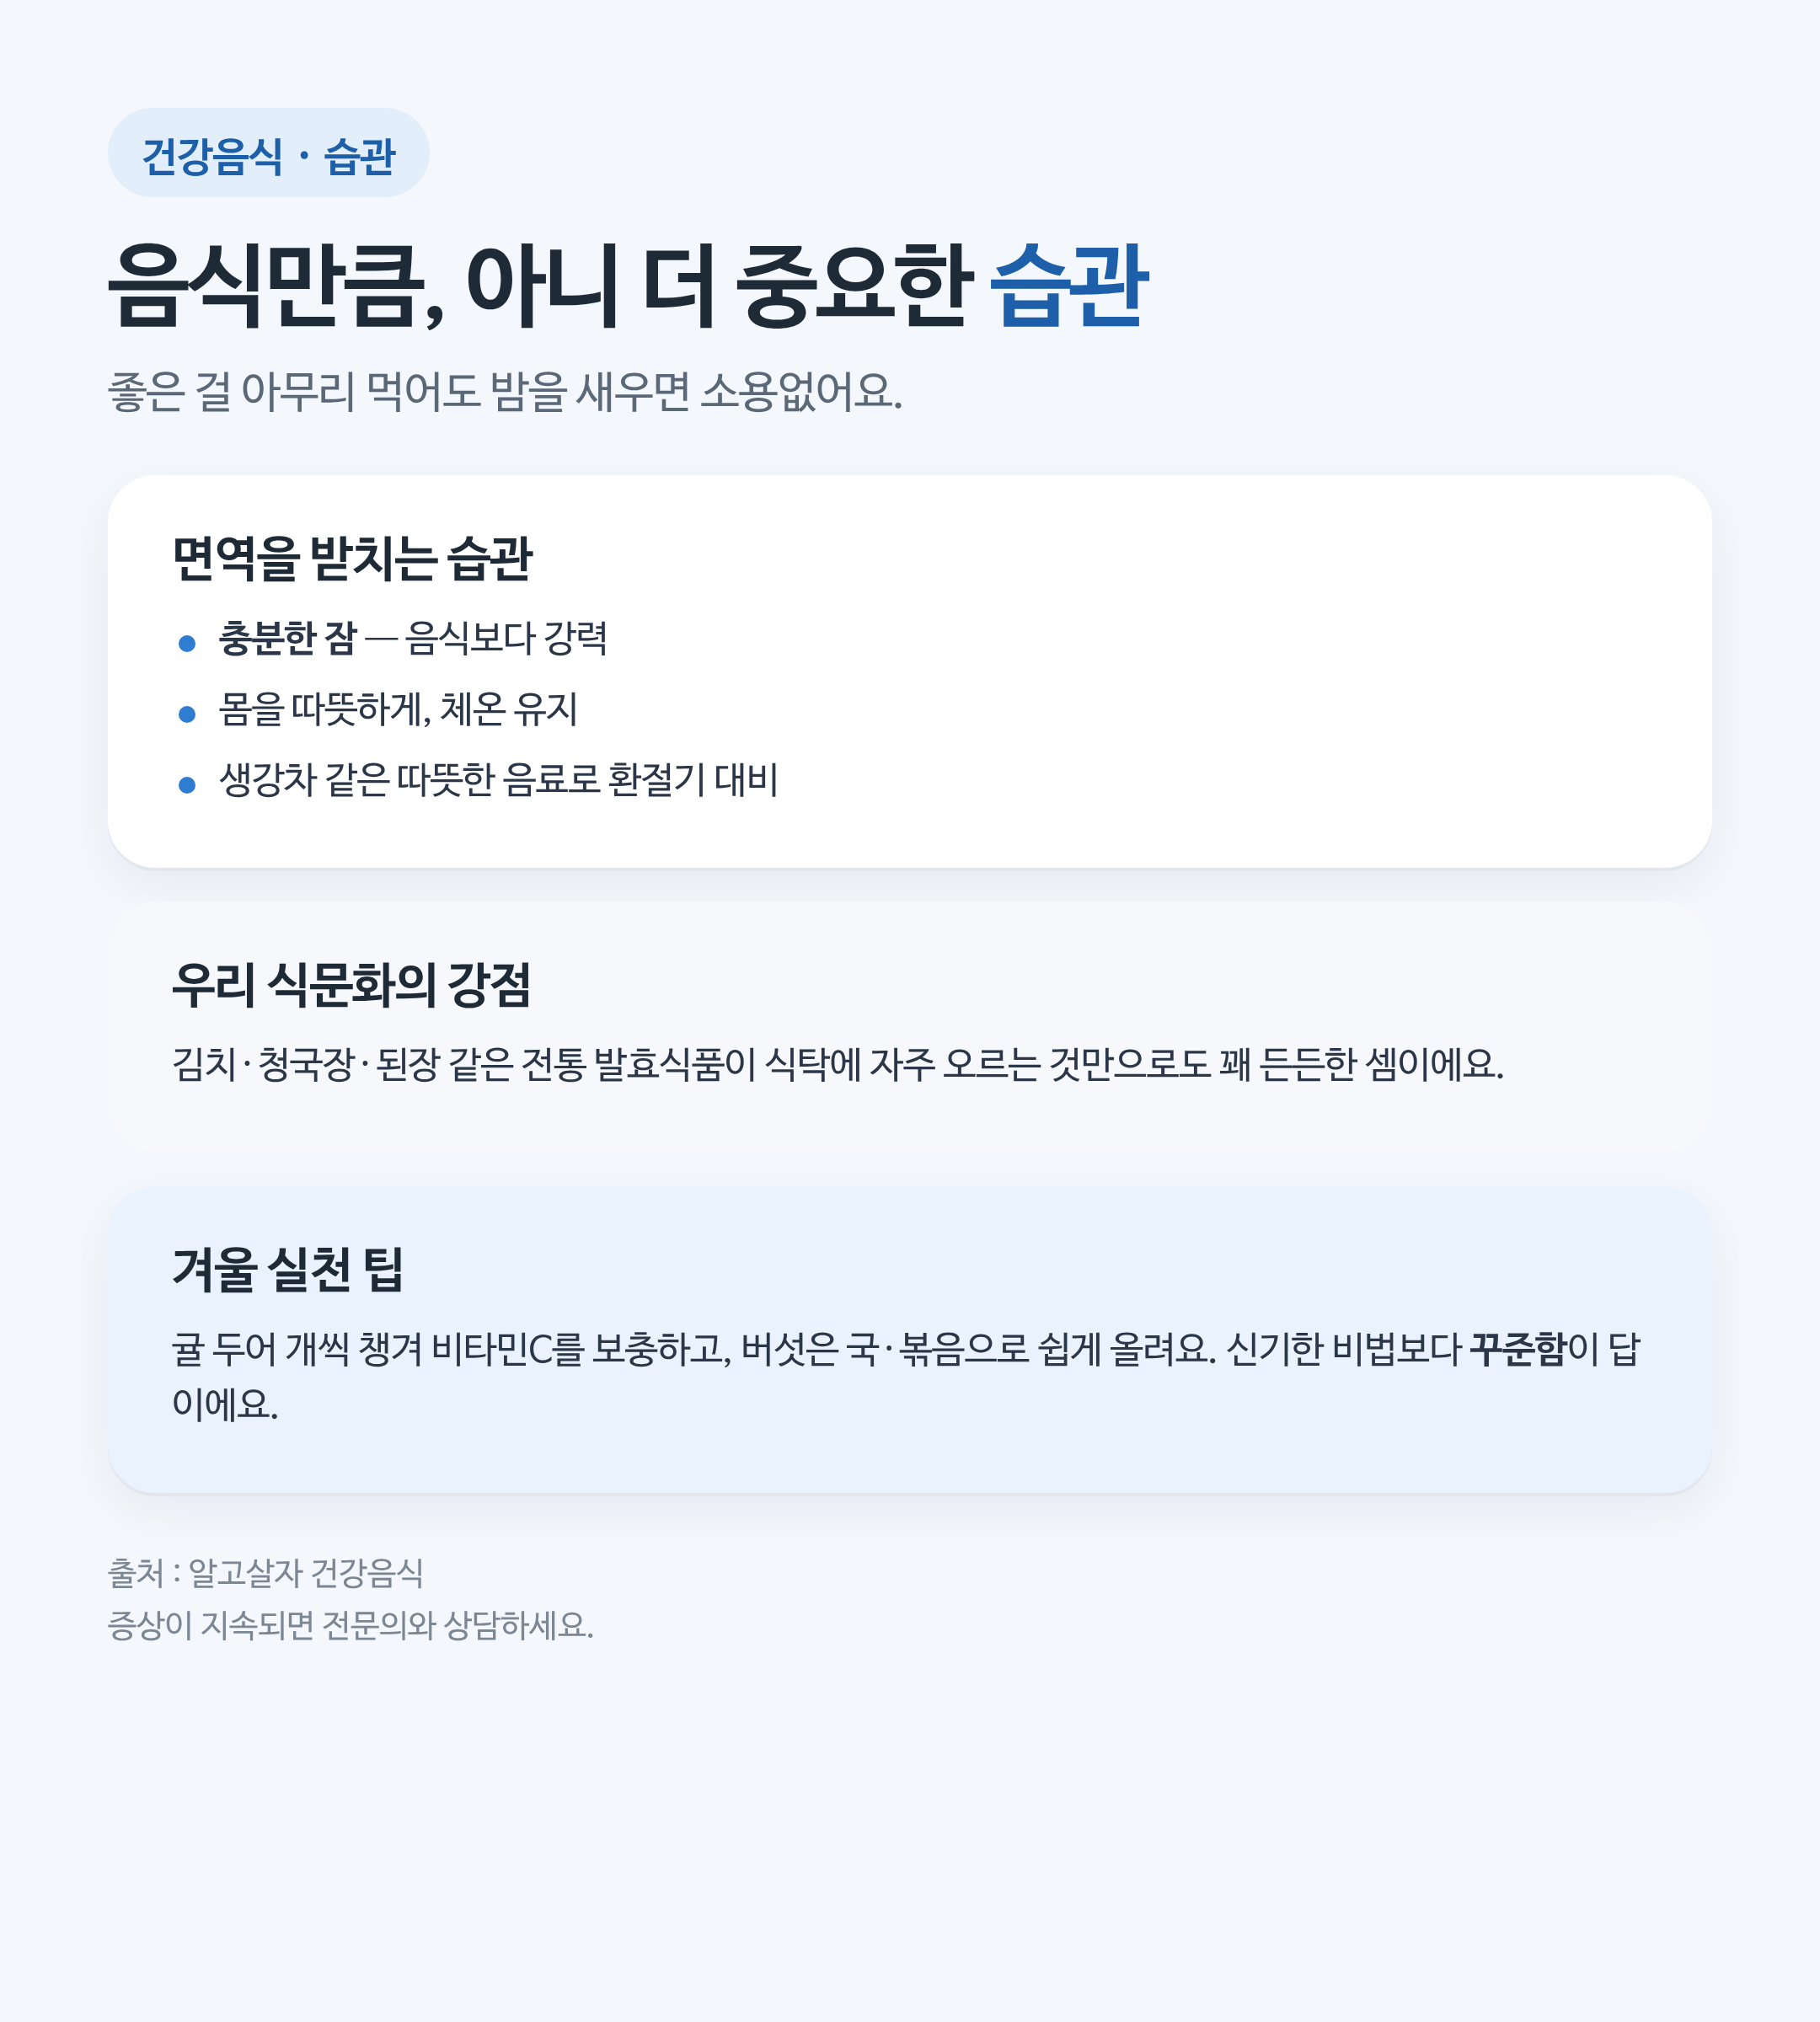 건강음식 · 습관
음식만큼, 아니 더 중요한 습관
좋은 걸 아무리 먹어도 밤을 새우면 소용없어요.
면역을 받치는 습관
● 충분한 잠 — 음식보다 강력
● 몸을 따뜻하게, 체온 유지
● 생강차 같은 따뜻한 음료로 환절기 대비
우리 식문화의 강점
김치·청국장·된장 같은 전통 발효식품이 식탁에 자주 오르는 것만으로도 꽤 든든한 셈이에요.
겨울 실천 팁
귤 두어 개씩 챙겨 비타민C를 보충하고, 버섯은 국·볶음으로 쉽게 올려요. 신기한 비법보다 꾸준함이 답
이에요.
출처 : 알고살자 건강음식
증상이 지속되면 전문의와 상담하세요.